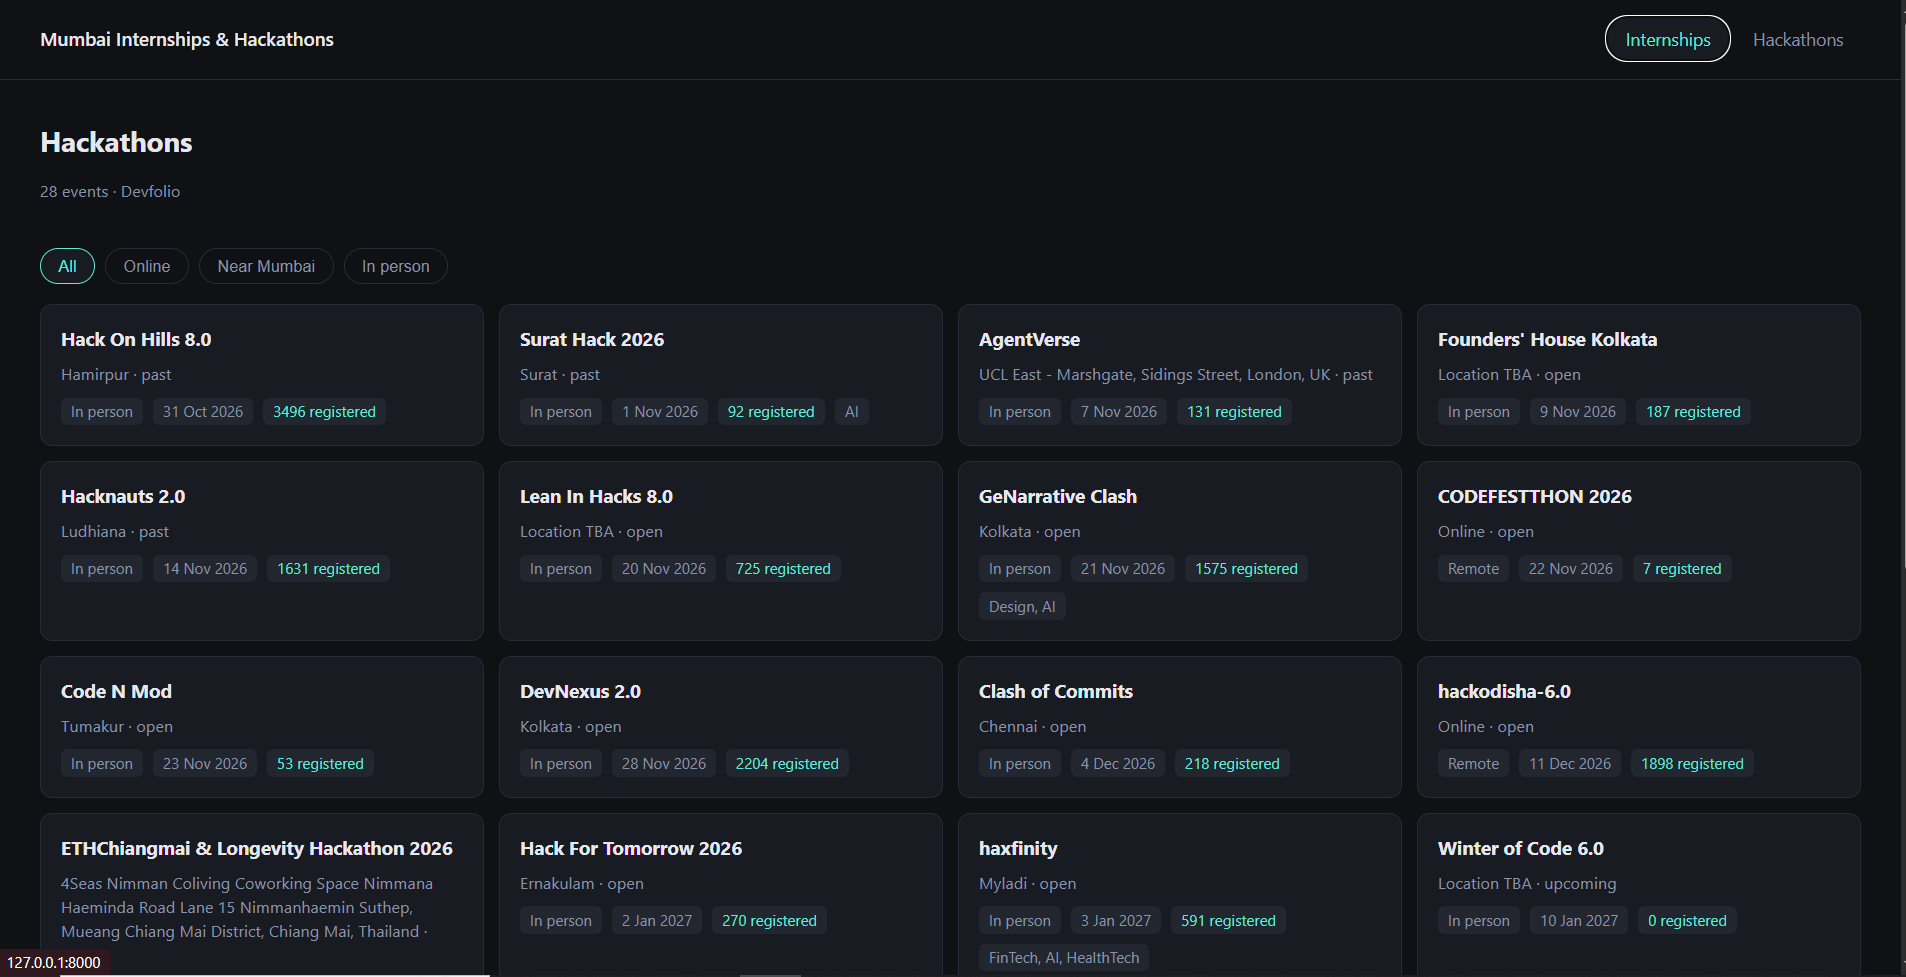 Mumbai Internships & Hackathons
Internships
Hackathons
Hackathons
28 events · Devfolio
All
Online
Near Mumbai
In person
Hack On Hills 8.0
Hamirpur · past
In person
31 Oct 2026
3496 registered
Surat Hack 2026
Surat · past
In person
1 Nov 2026
92 registered
AI
AgentVerse
UCL East - Marshgate, Sidings Street, London, UK · past
In person
7 Nov 2026
131 registered
Founders' House Kolkata
Location TBA · open
In person
9 Nov 2026
187 registered
Hacknauts 2.0
Ludhiana · past
In person
14 Nov 2026
1631 registered
Lean In Hacks 8.0
Location TBA · open
In person
20 Nov 2026
725 registered
GeNarrative Clash
Kolkata · open
In person
21 Nov 2026
1575 registered
Design, AI
CODEFESTTHON 2026
Online · open
Remote
22 Nov 2026
7 registered
Code N Mod
Tumakur · open
In person
23 Nov 2026
53 registered
DevNexus 2.0
Kolkata · open
In person
28 Nov 2026
2204 registered
Clash of Commits
Chennai · open
In person
4 Dec 2026
218 registered
hackodisha-6.0
Online · open
Remote
11 Dec 2026
1898 registered
ETHChiangmai & Longevity Hackathon 2026
4Seas Nimman Coliving Coworking Space Nimmana
Haeminda Road Lane 15 Nimmanhaemin Suthep,
Mueang Chiang Mai District, Chiang Mai, Thailand ·
Hack For Tomorrow 2026
Ernakulam · open
In person
2 Jan 2027
270 registered
haxfinity
Myladi · open
In person
3 Jan 2027
591 registered
FinTech, AI, HealthTech
Winter of Code 6.0
Location TBA · upcoming
In person
10 Jan 2027
0 registered
127.0.0.1:8000